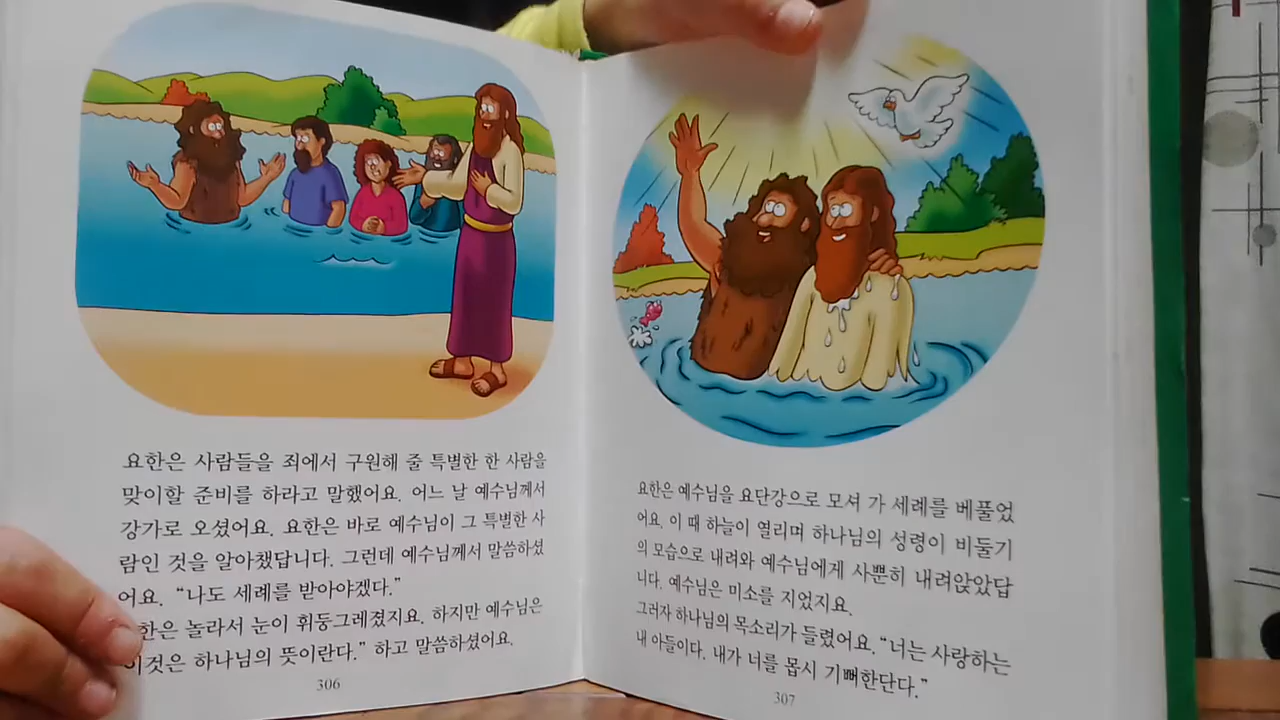 요한은 사람들을 죄에서 구원해 줄 특별한 한 사람을
맞이할 준비를 하라고 말했어요. 어느 날 예수님께서
강가로 오셨어요. 요한은 바로 예수님이 그 특별한 사
람인 것을 알아챘답니다. 그런데 예수님께서 말씀하셨
어요. “나도 세례를 받아야겠다.”
한은 놀라서 눈이 휘둥그레졌지요. 하지만 예수님은
이것은 하나님의 뜻이란다.” 하고 말씀하셨어요.
306
요한은 예수님을 요단강으로 모셔 가 세례를 베풀었
어요. 이 때 하늘이 열리며 하나님의 성령이 비둘기
의 모습으로 내려와 예수님에게 사뿐히 내려앉았답
니다. 예수님은 미소를 지었지요.
그러자 하나님의 목소리가 들렸어요. “너는 사랑하는
내 아들이다. 내가 너를 몹시 기뻐한단다.”
307